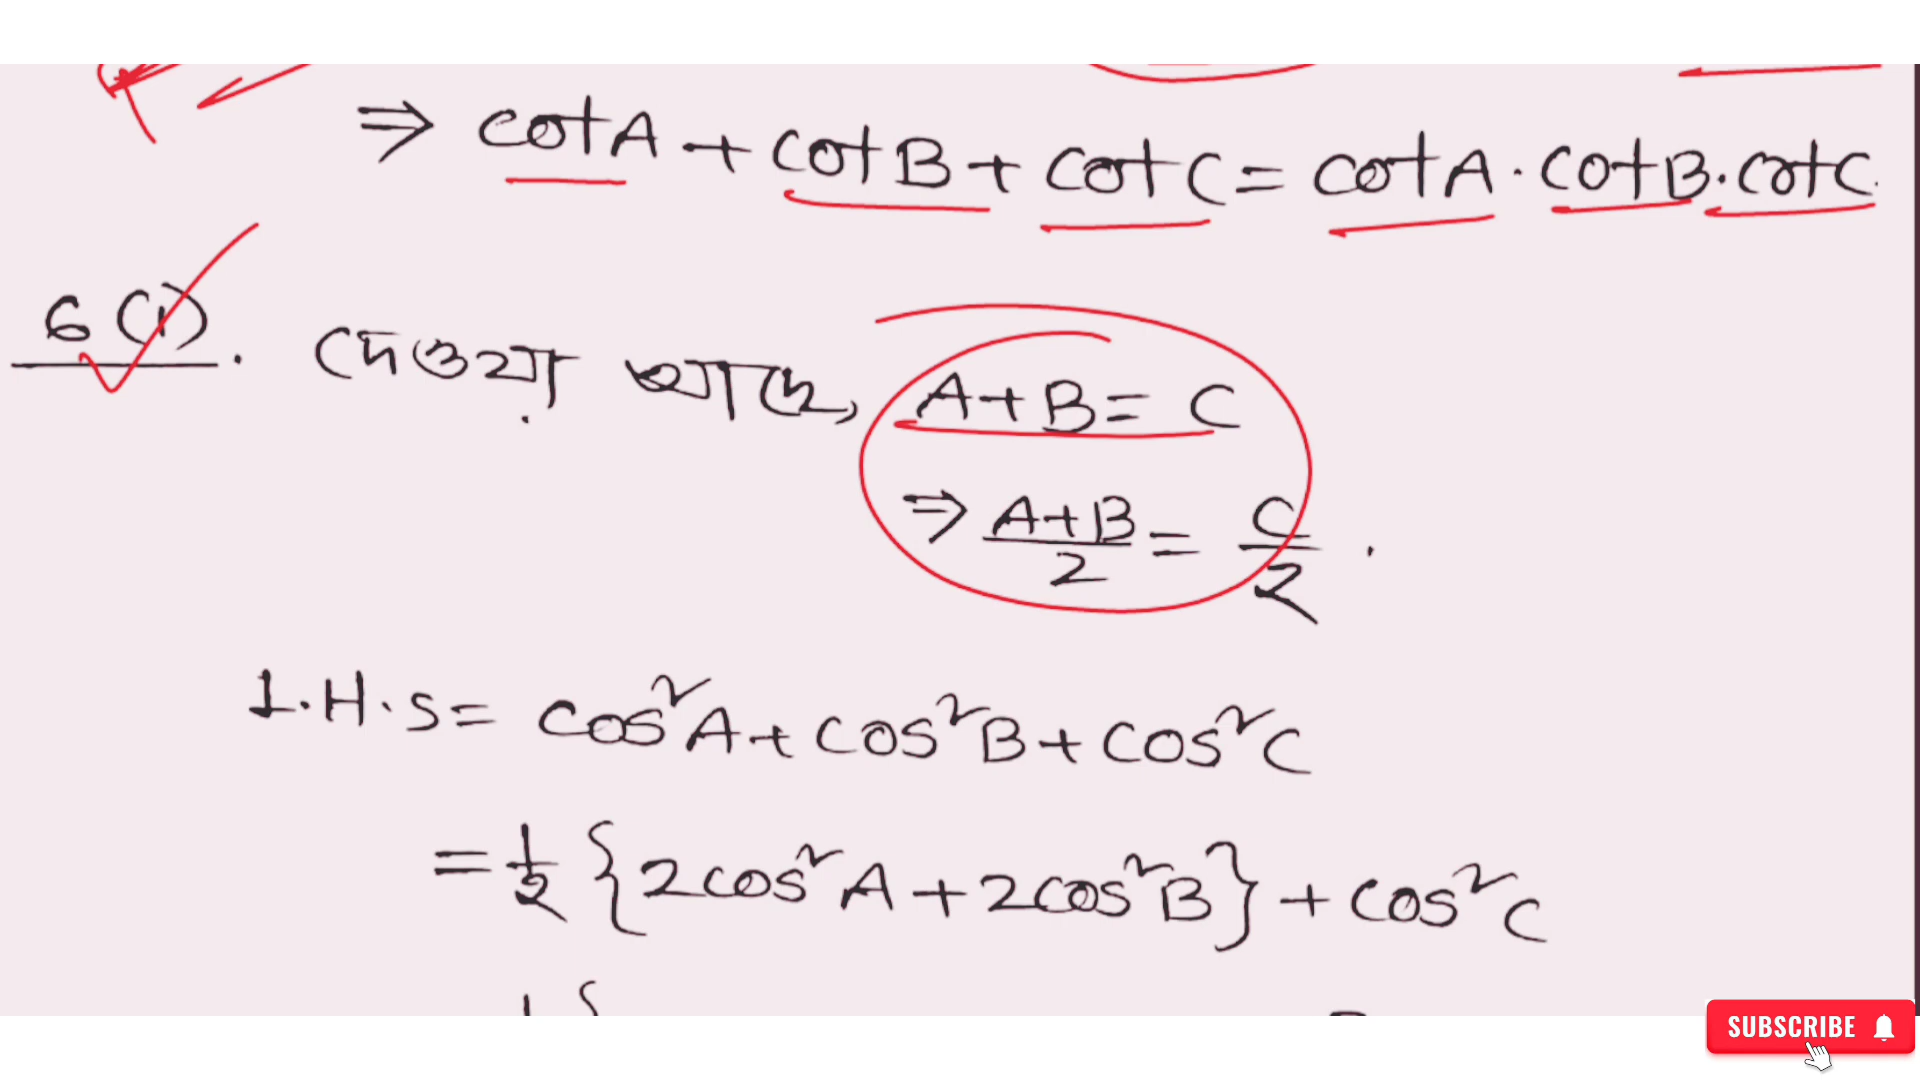 ⇒ cotA + cotB + cotC = cotA · cotB · cotC.
6 (i). দেওয়া আছে, A+B = C
⇒ A+B/2 = C/2 .
L.H.S = cos²A + cos²B + cos²C
= 1/2 {2cos²A + 2cos²B} + cos²C
SUBSCRIBE